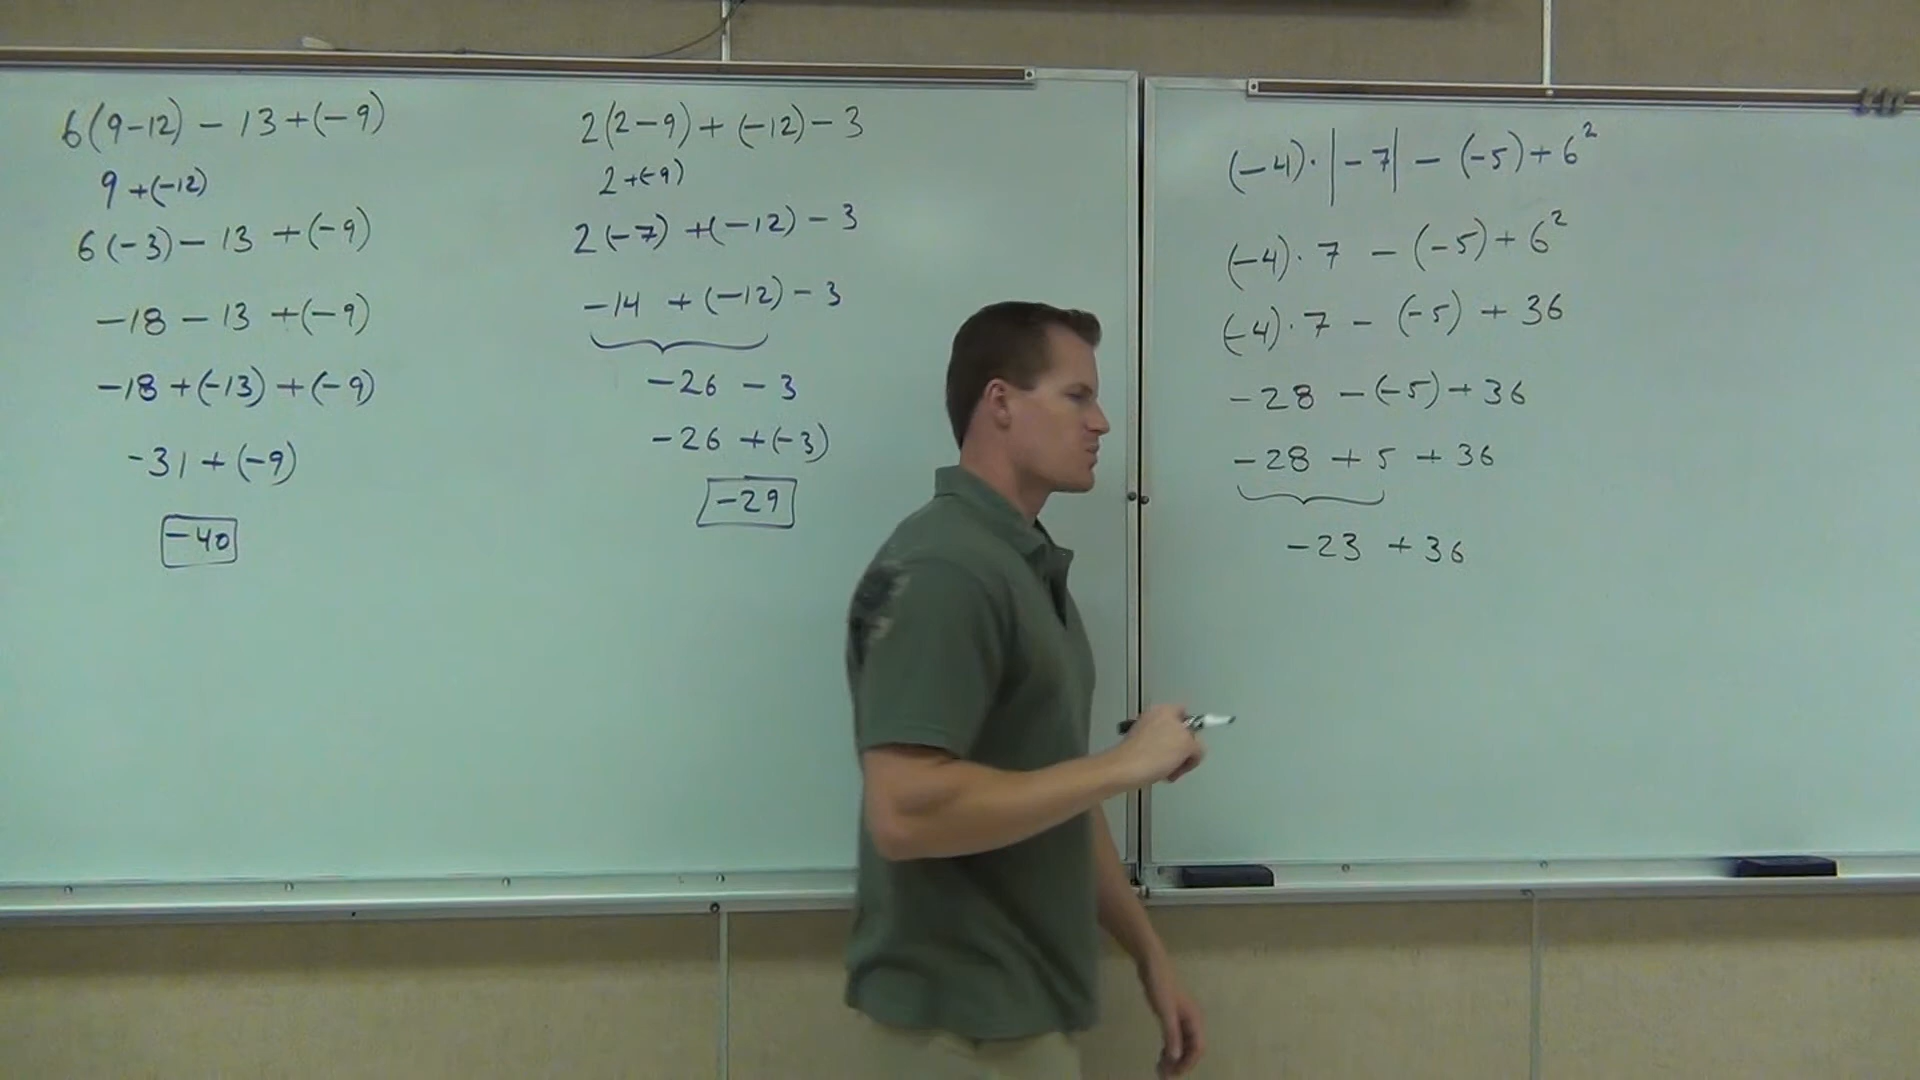 6(9-12) - 13 + (-9)
9 + (-12)
6(-3) - 13 + (-9)
-18 - 13 + (-9)
-18 + (-13) + (-9)
-31 + (-9)
-40
2(2-9) + (-12) - 3
2 + (-9)
2(-7) + (-12) - 3
-14 + (-12) - 3
-26 - 3
-26 + (-3)
-29
(-4)·|-7| - (-5) + 6²
(-4)·7 - (-5) + 6²
(-4)·7 - (-5) + 36
-28 - (-5) + 36
-28 + 5 + 36
-23 + 36